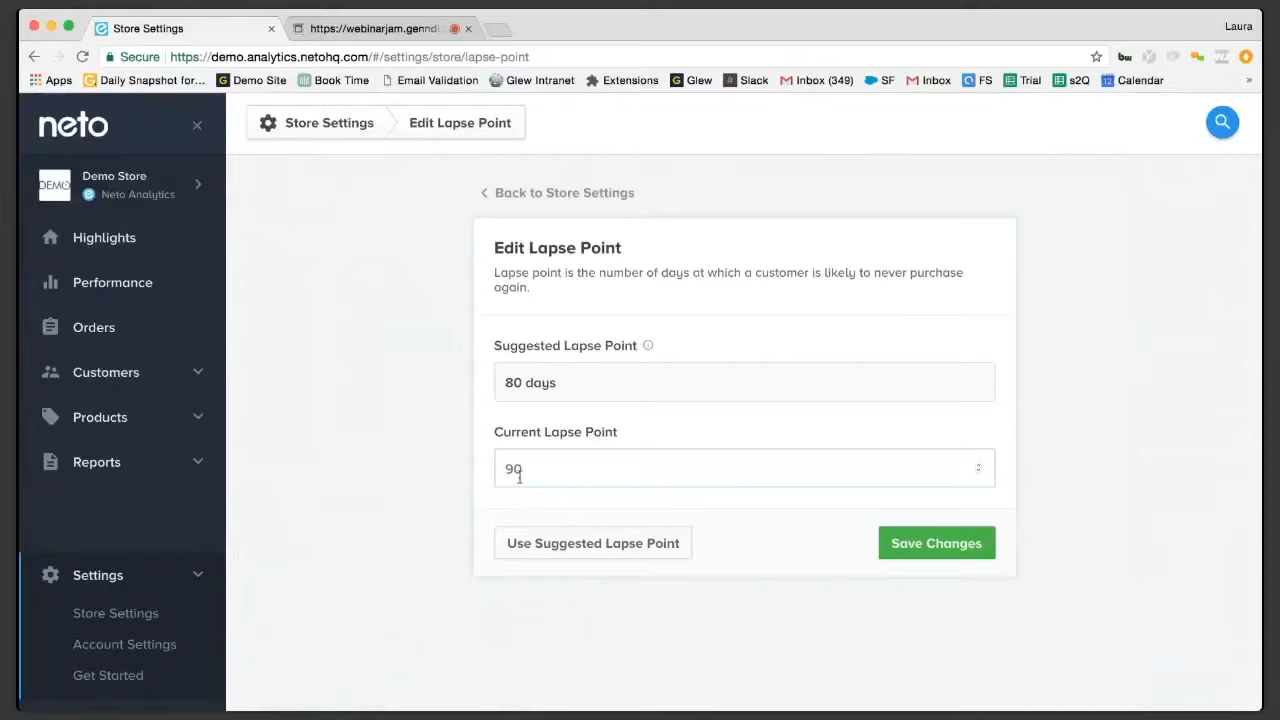 Store Settings
https://webinarjam.genndi
Laura
Secure
https://demo.analytics.netohq.com/#/settings/store/lapse-point
Apps
Daily Snapshot for...
Demo Site
Book Time
Email Validation
Glew Intranet
Extensions
Glew
Slack
Inbox (349)
SF
Inbox
FS
Trial
s2Q
Calendar
»
neto
Store Settings
Edit Lapse Point
DEMO
Demo Store
Neto Analytics
Highlights
Performance
Orders
Customers
Products
Reports
Settings
Store Settings
Account Settings
Get Started
Back to Store Settings
Edit Lapse Point
Lapse point is the number of days at which a customer is likely to never purchase
again.
Suggested Lapse Point
80 days
Current Lapse Point
90
Use Suggested Lapse Point
Save Changes